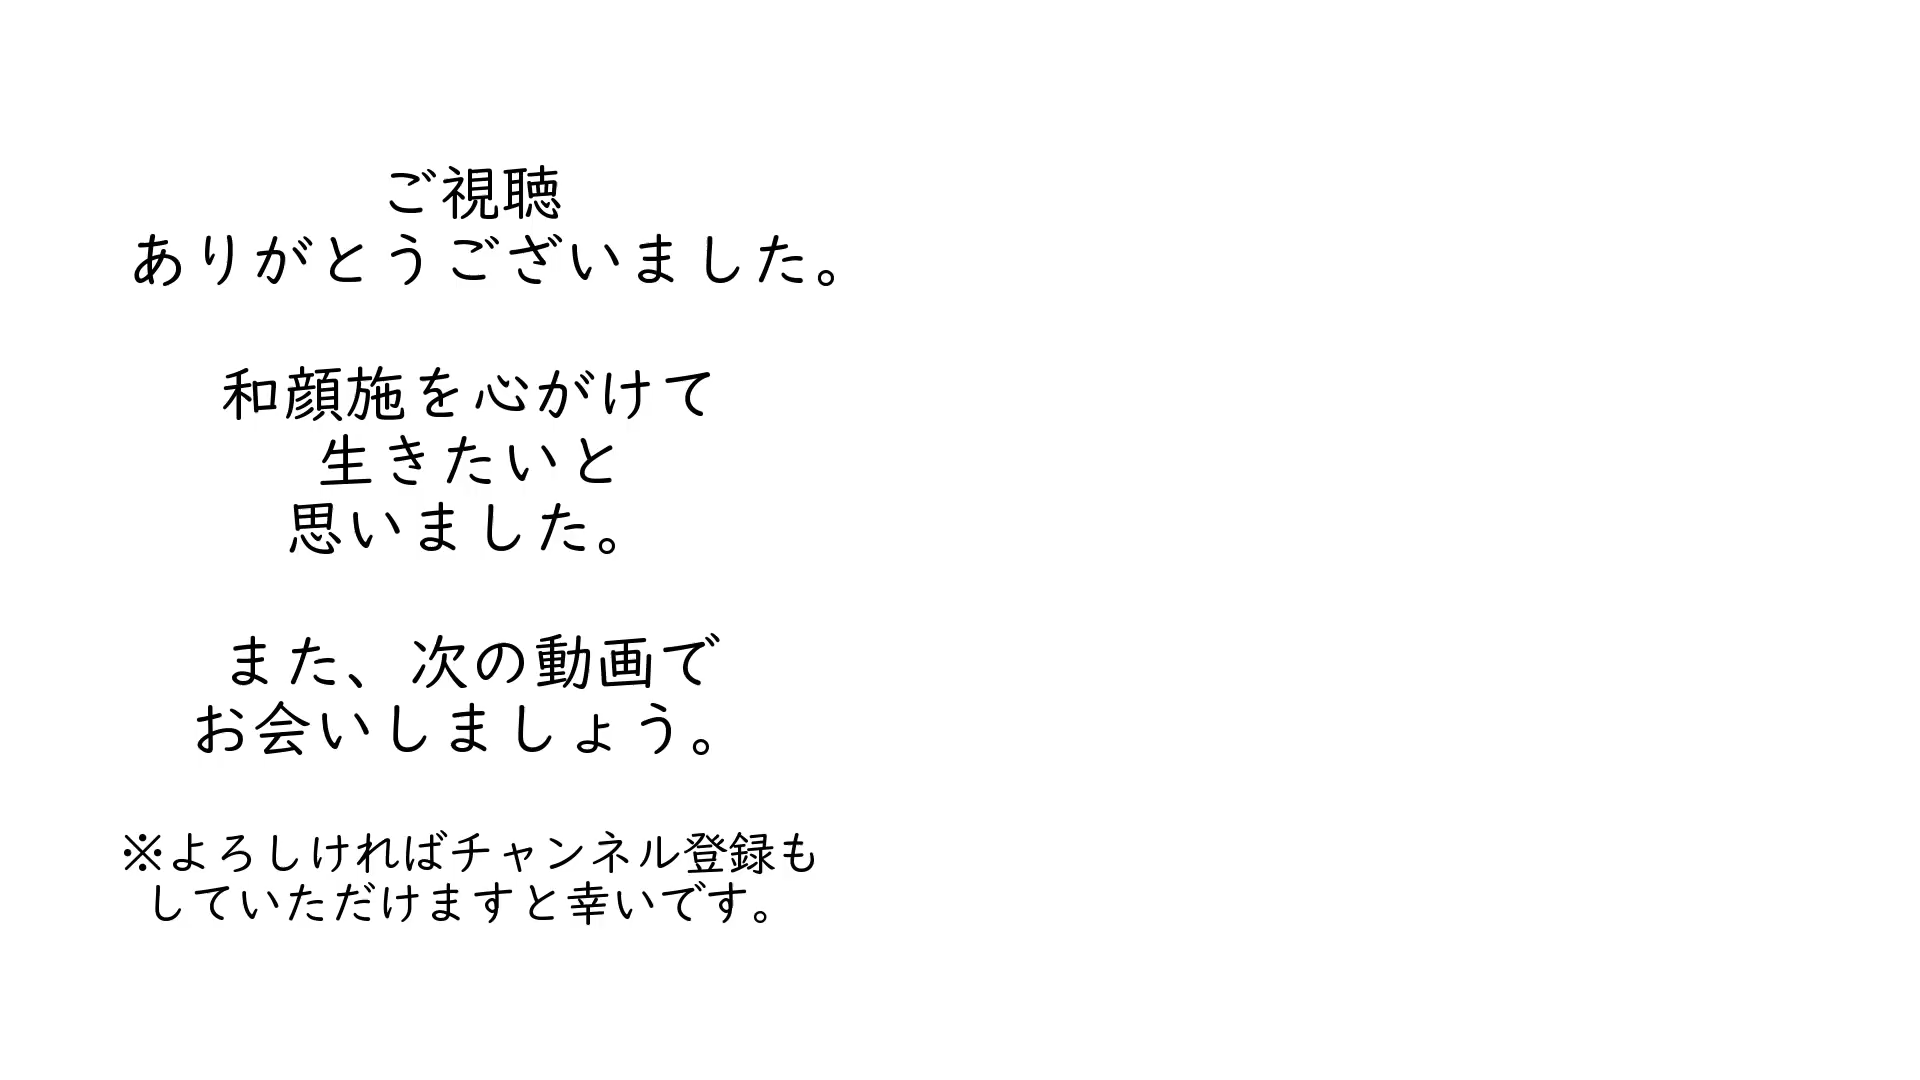 ご視聴
ありがとうございました。
和顔施を心がけて
生きたいと
思いました。
また、次の動画で
お会いしましょう。
※よろしければチャンネル登録も
していただけますと幸いです。